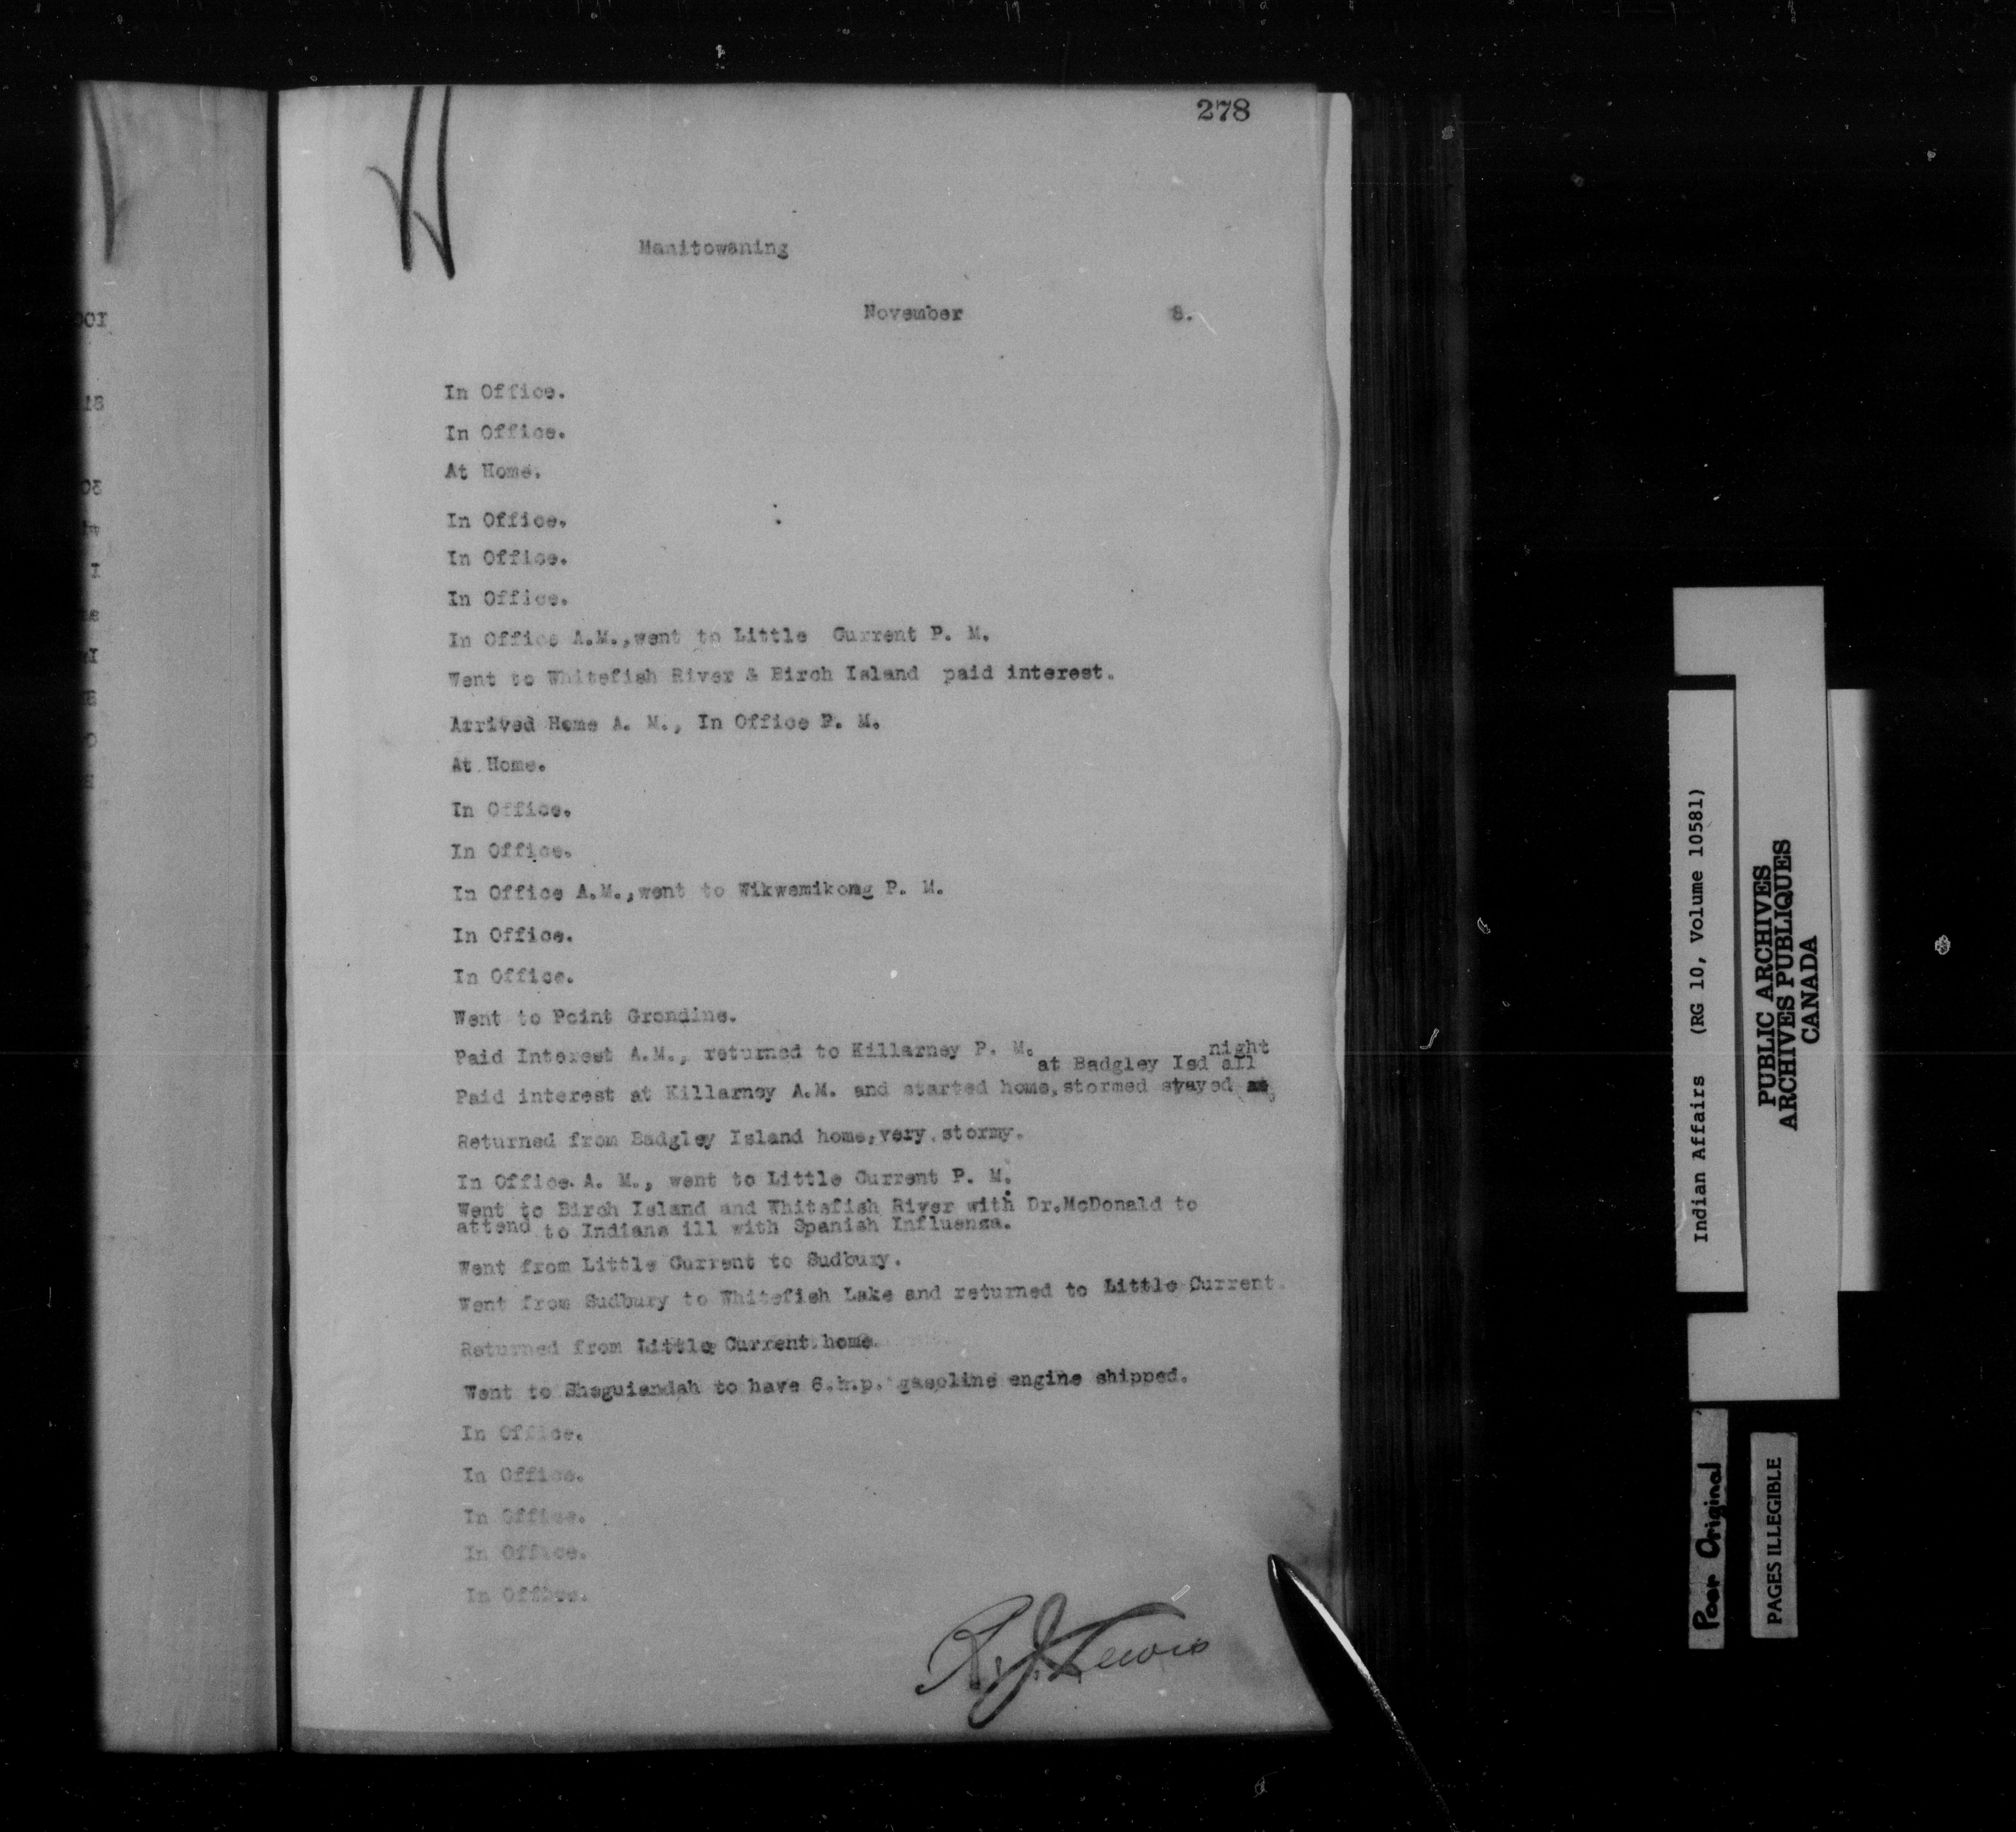 278
Manitowaning
November 8.
In Office.
In Office.
At Home.
In Office.
In Office.
In Office.
In Office A.M.,went to Little Current P. M.
Went to Whitefish River & Birch Island paid interest.
Arrived Home A. M., In Office P. M.
At Home.
In Office.
In Office.
In Office A.M.,went to Wikwemikong P. M.
In Office.
In Office.
Went to Point Grondine.
Paid Interest A.M., returned to Killarney P. M.
night
at Badgley Isd all
Paid interest at Killarney A.M. and started home,stormed stayed at
Returned from Badgley Island home,very stormy.
In Office A. M., went to Little Current P. M.
Went to Birch Island and Whitefish River with Dr.McDonald to
attend to Indians ill with Spanish Influenza.
Went from Little Current to Sudbury.
Went from Sudbury to Whitefish Lake and returned to Little Current.
Returned from Little Current home.
Went to Sheguiandah to have 6.h.p. gasoline engine shipped.
In Office.
In Office.
In Office.
In Office.
In Office.
R. J. Lewis
Indian Affairs (RG 10, Volume 10581)
PUBLIC ARCHIVES
ARCHIVES PUBLIQUES
CANADA
Poor Original
PAGES ILLEGIBLE